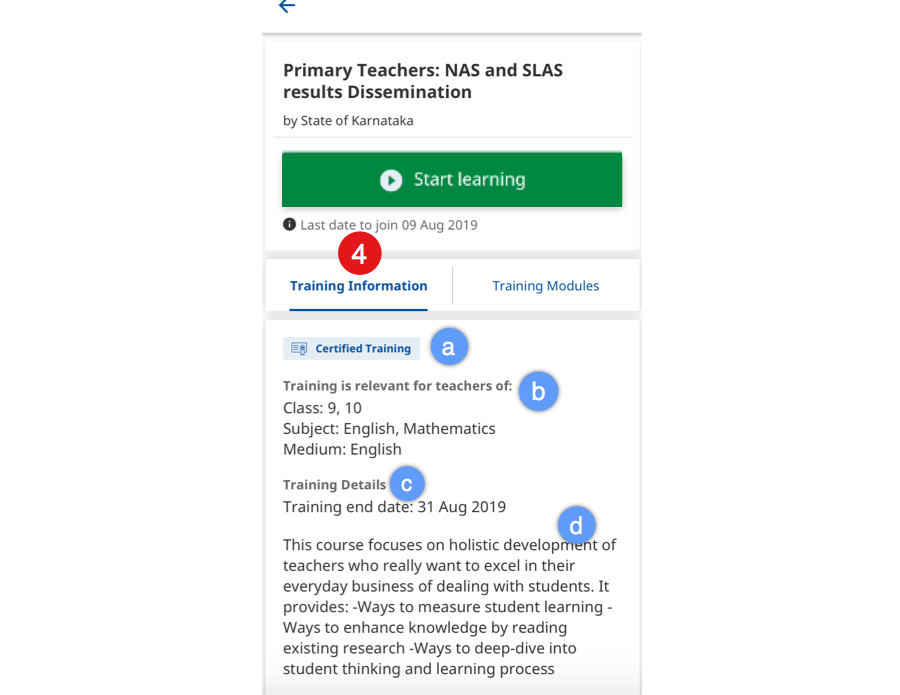 Primary Teachers: NAS and SLAS
results Dissemination
by State of Karnataka
Start learning
Last date to join 09 Aug 2019
4
Training Information
Training Modules
Certified Training
a
Training is relevant for teachers of:
b
Class: 9, 10
Subject: English, Mathematics
Medium: English
Training Details
c
Training end date: 31 Aug 2019
d
This course focuses on holistic development of
teachers who really want to excel in their
everyday business of dealing with students. It
provides: -Ways to measure student learning -
Ways to enhance knowledge by reading
existing research -Ways to deep-dive into
student thinking and learning process